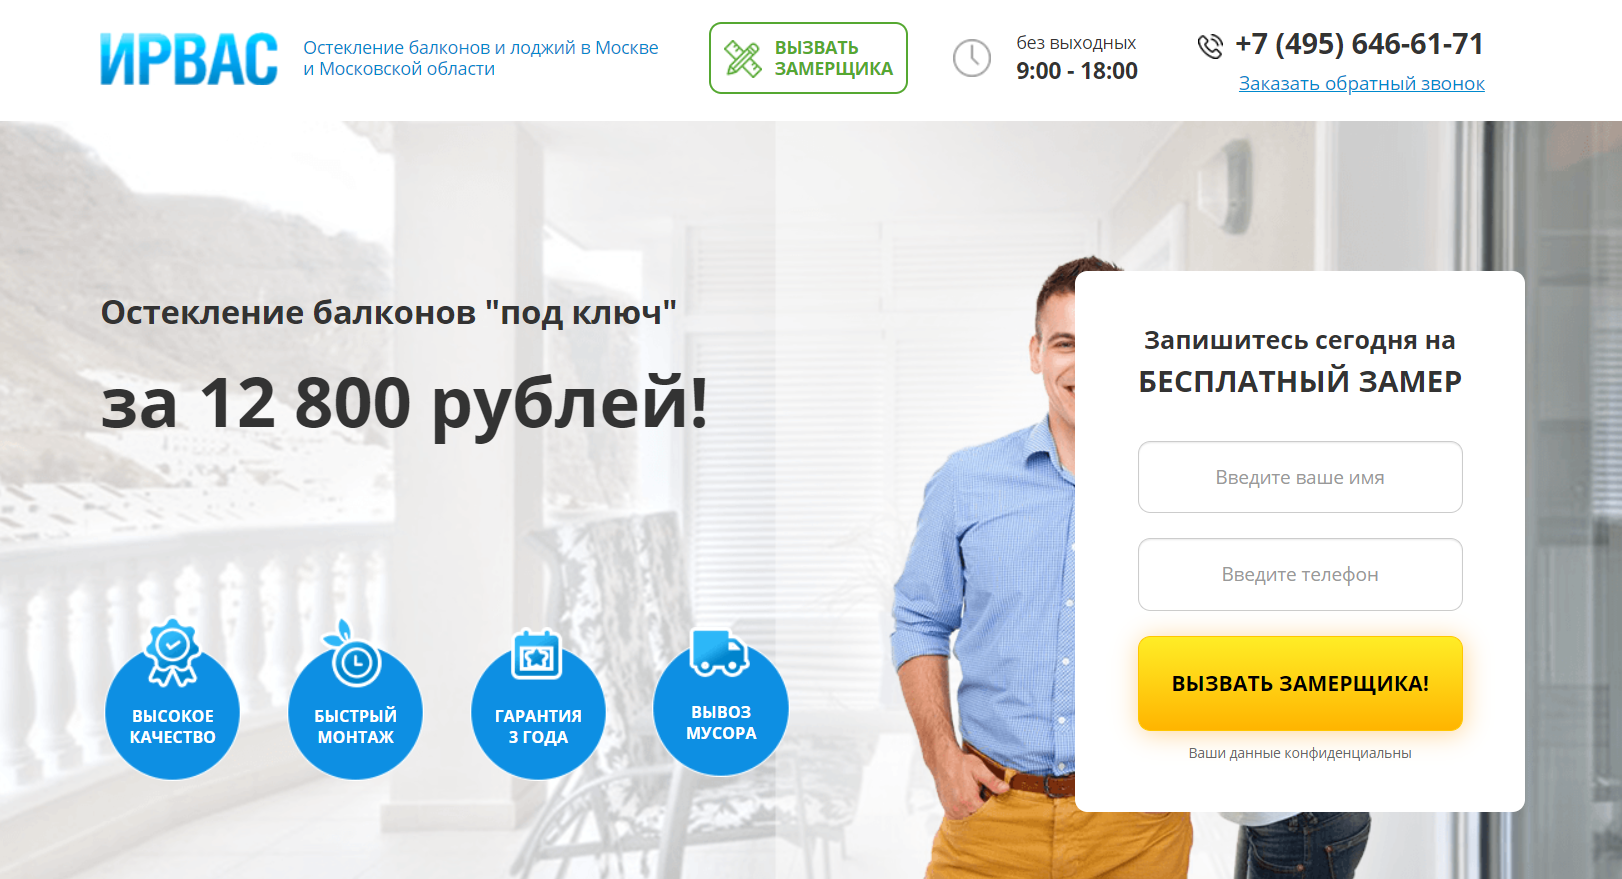 ИРВАС
Остекление балконов и лоджий в Москве
и Московской области
ВЫЗВАТЬ
ЗАМЕРЩИКА
без выходных
9:00 - 18:00
+7 (495) 646-61-71
Заказать обратный звонок
Остекление балконов "под ключ"
за 12 800 рублей!
ВЫСОКОЕ
КАЧЕСТВО
БЫСТРЫЙ
МОНТАЖ
ГАРАНТИЯ
3 ГОДА
ВЫВОЗ
МУСОРА
Запишитесь сегодня на
БЕСПЛАТНЫЙ ЗАМЕР
Введите ваше имя
Введите телефон
ВЫЗВАТЬ ЗАМЕРЩИКА!
Ваши данные конфиденциальны